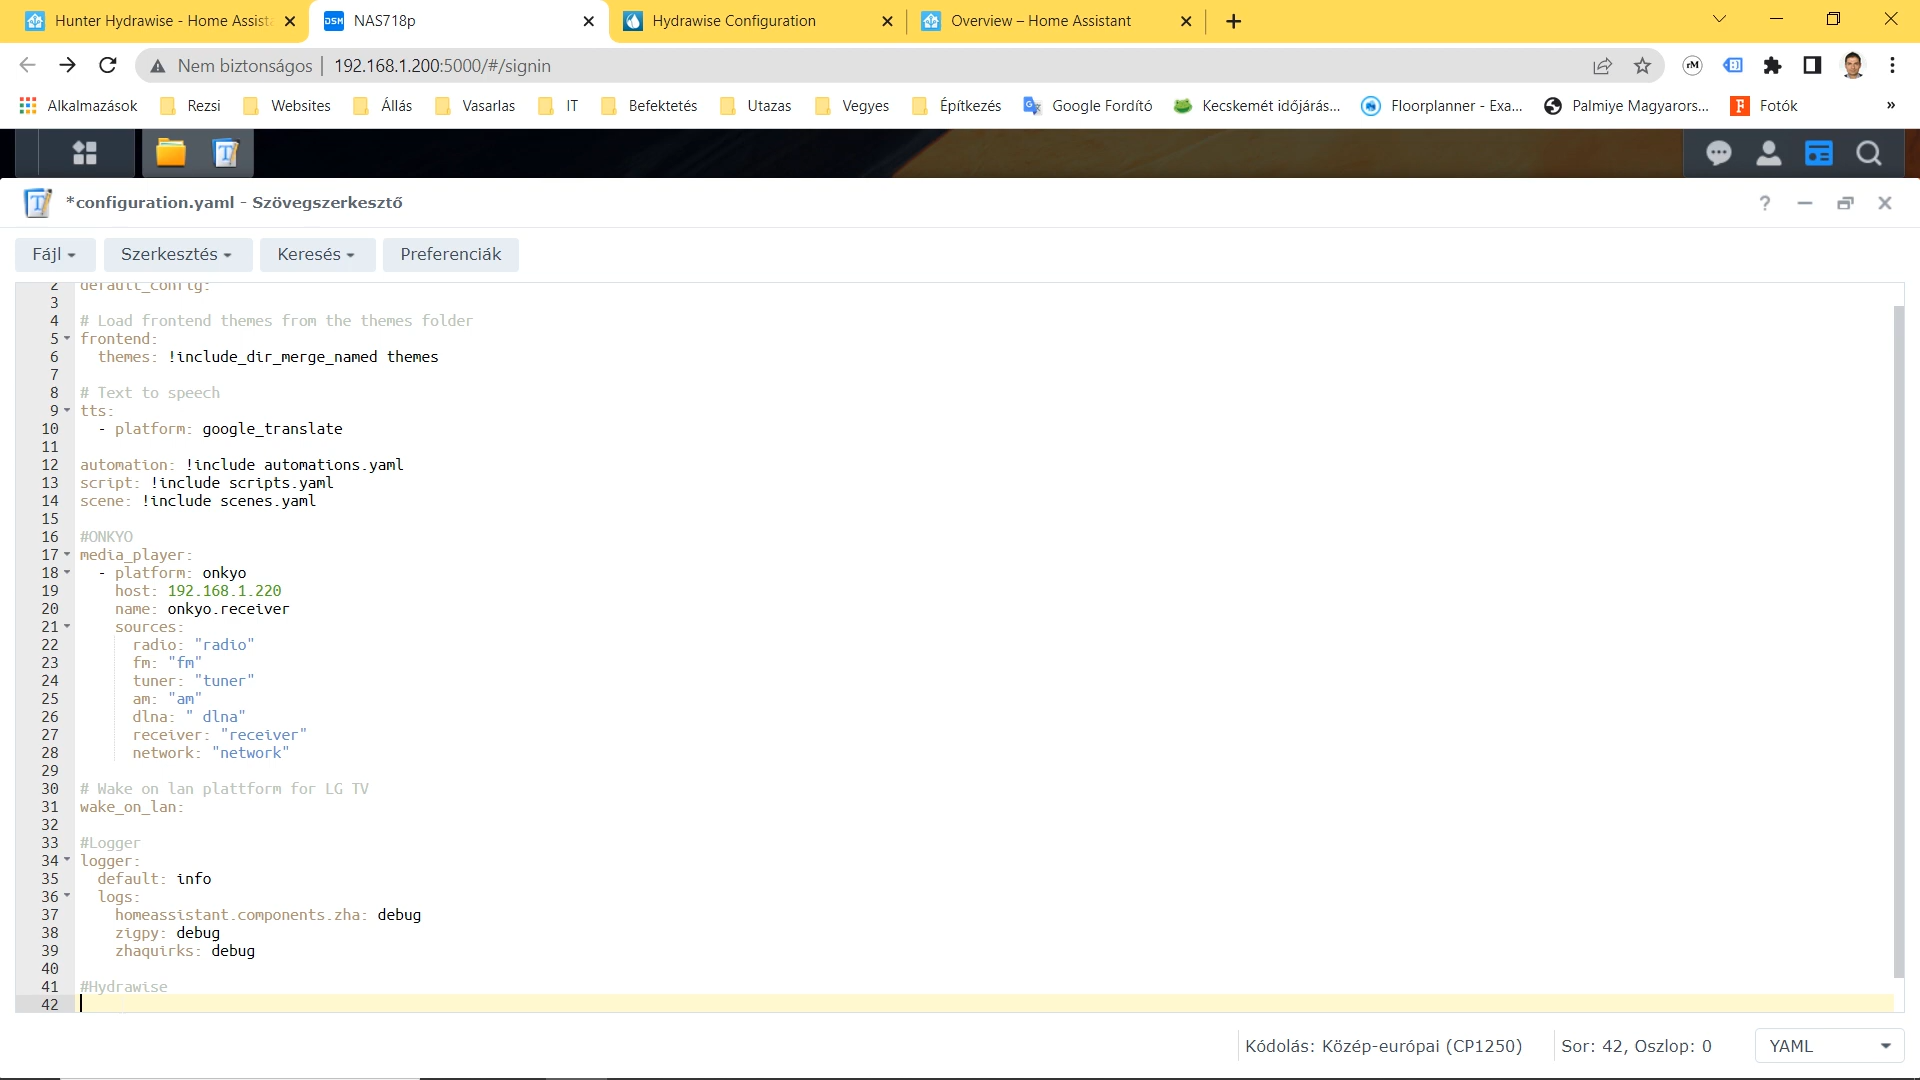 Hunter Hydrawise - Home Assista
NAS718p
Hydrawise Configuration
Overview – Home Assistant
Nem biztonságos
192.168.1.200:5000/#/signin
rM
Alkalmazások
Rezsi
Websites
Állás
Vasarlas
IT
Befektetés
Utazas
Vegyes
Építkezés
Google Fordító
Kecskemét időjárás...
Floorplanner - Exa...
Palmiye Magyarors...
Fotók
»
*configuration.yaml - Szövegszerkesztő
Fájl
Szerkesztés
Keresés
Preferenciák
2 default_config:
3
4 # Load frontend themes from the themes folder
5 frontend:
6 themes: !include_dir_merge_named themes
7
8 # Text to speech
9 tts:
10 - platform: google_translate
11
12 automation: !include automations.yaml
13 script: !include scripts.yaml
14 scene: !include scenes.yaml
15
16 #ONKYO
17 media_player:
18 - platform: onkyo
19 host: 192.168.1.220
20 name: onkyo.receiver
21 sources:
22 radio: "radio"
23 fm: "fm"
24 tuner: "tuner"
25 am: "am"
26 dlna: " dlna"
27 receiver: "receiver"
28 network: "network"
29
30 # Wake on lan plattform for LG TV
31 wake_on_lan:
32
33 #Logger
34 logger:
35 default: info
36 logs:
37 homeassistant.components.zha: debug
38 zigpy: debug
39 zhaquirks: debug
40
41 #Hydrawise
42
Kódolás: Közép-európai (CP1250)
Sor: 42, Oszlop: 0
YAML